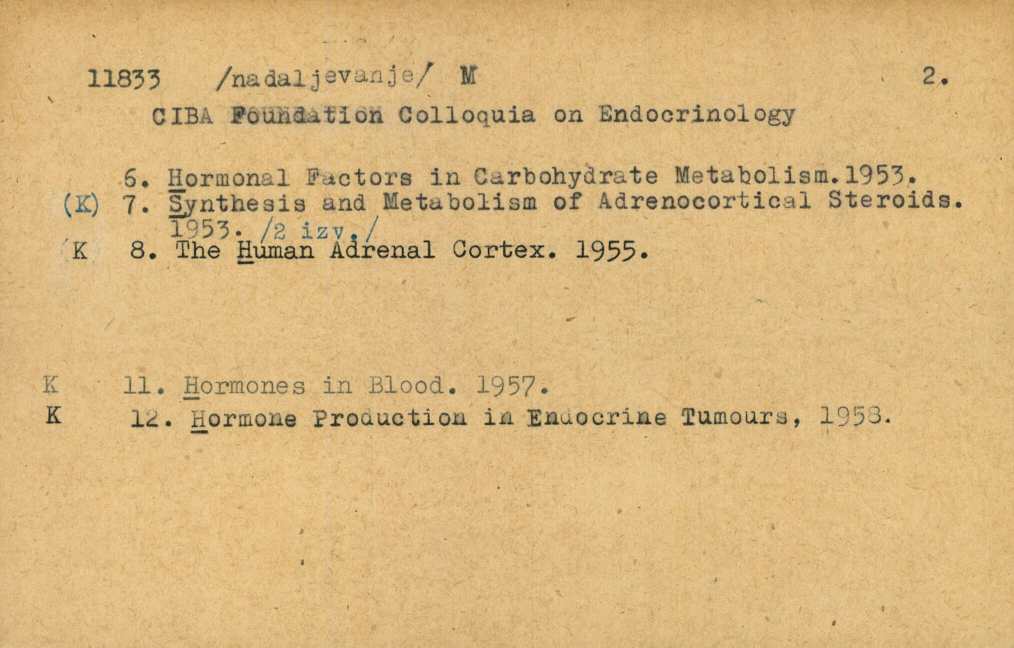 11833 /nadaljevanje/ M 2.
CIBA Foundation Colloquia on Endocrinology
6. Hormonal Factors in Carbohydrate Metabolism.1953.
(K) 7. Synthesis and Metabolism of Adrenocortical Steroids.
1953. /2 izv./
(K 8. The Human Adrenal Cortex. 1955.
K 11. Hormones in Blood. 1957.
K 12. Hormone Production in Endocrine Tumours, 1958.